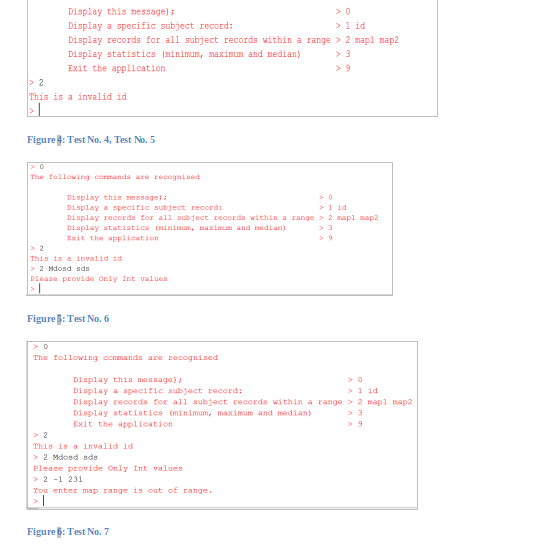 Display this message); > 0
Display a specific subject record: > 1 id
Display records for all subject records within a range > 2 map1 map2
Display statistics (minimum, maximum and median) > 3
Exit the application > 9
> 2
This is a invalid id
>
Figure 4: Test No. 4, Test No. 5
> 0
The following commands are recognised
Display this message); > 0
Display a specific subject record: > 1 id
Display records for all subject records within a range > 2 map1 map2
Display statistics (minimum, maximum and median) > 3
Exit the application > 9
> 2
This is a invalid id
> 2 Mdosd sds
Please provide Only Int values
>
Figure 5: Test No. 6
> 0
The following commands are recognised
Display this message); > 0
Display a specific subject record: > 1 id
Display records for all subject records within a range > 2 map1 map2
Display statistics (minimum, maximum and median) > 3
Exit the application > 9
> 2
This is a invalid id
> 2 Mdosd sds
Please provide Only Int values
> 2 -1 231
You enter map range is out of range.
>
Figure 6: Test No. 7